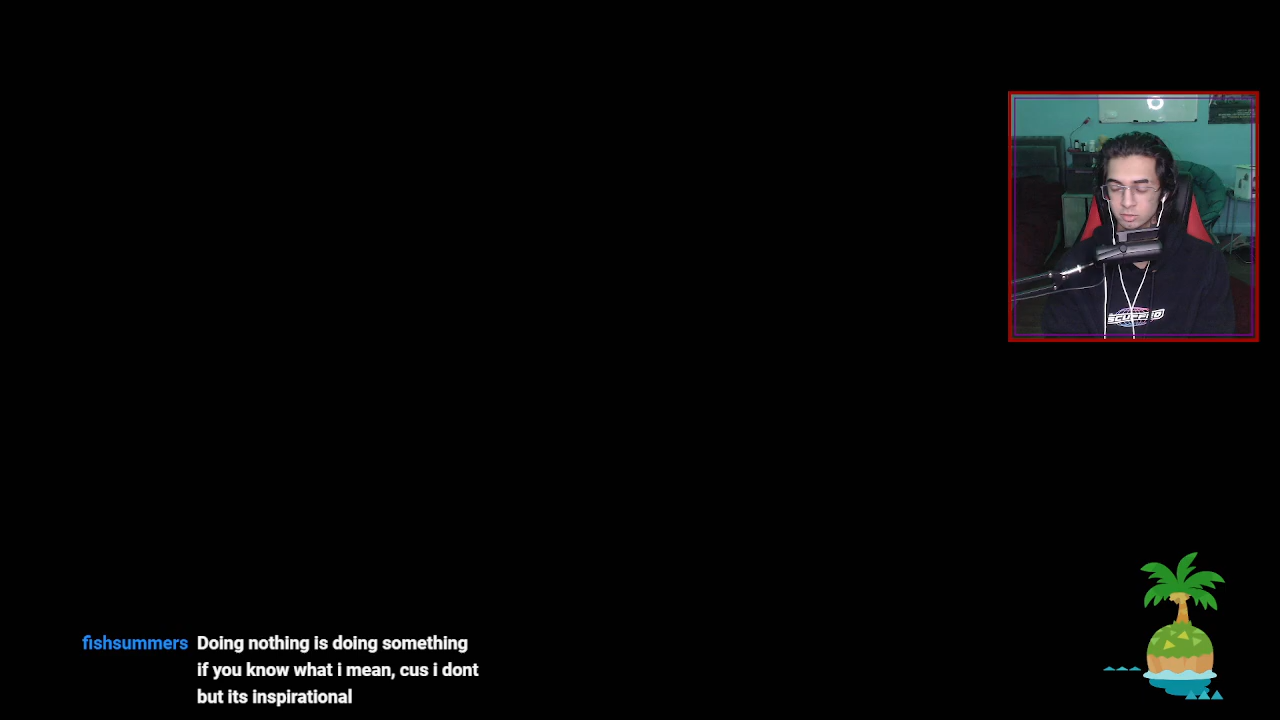 SCUFFED
fishsummers Doing nothing is doing something
if you know what i mean, cus i dont
but its inspirational